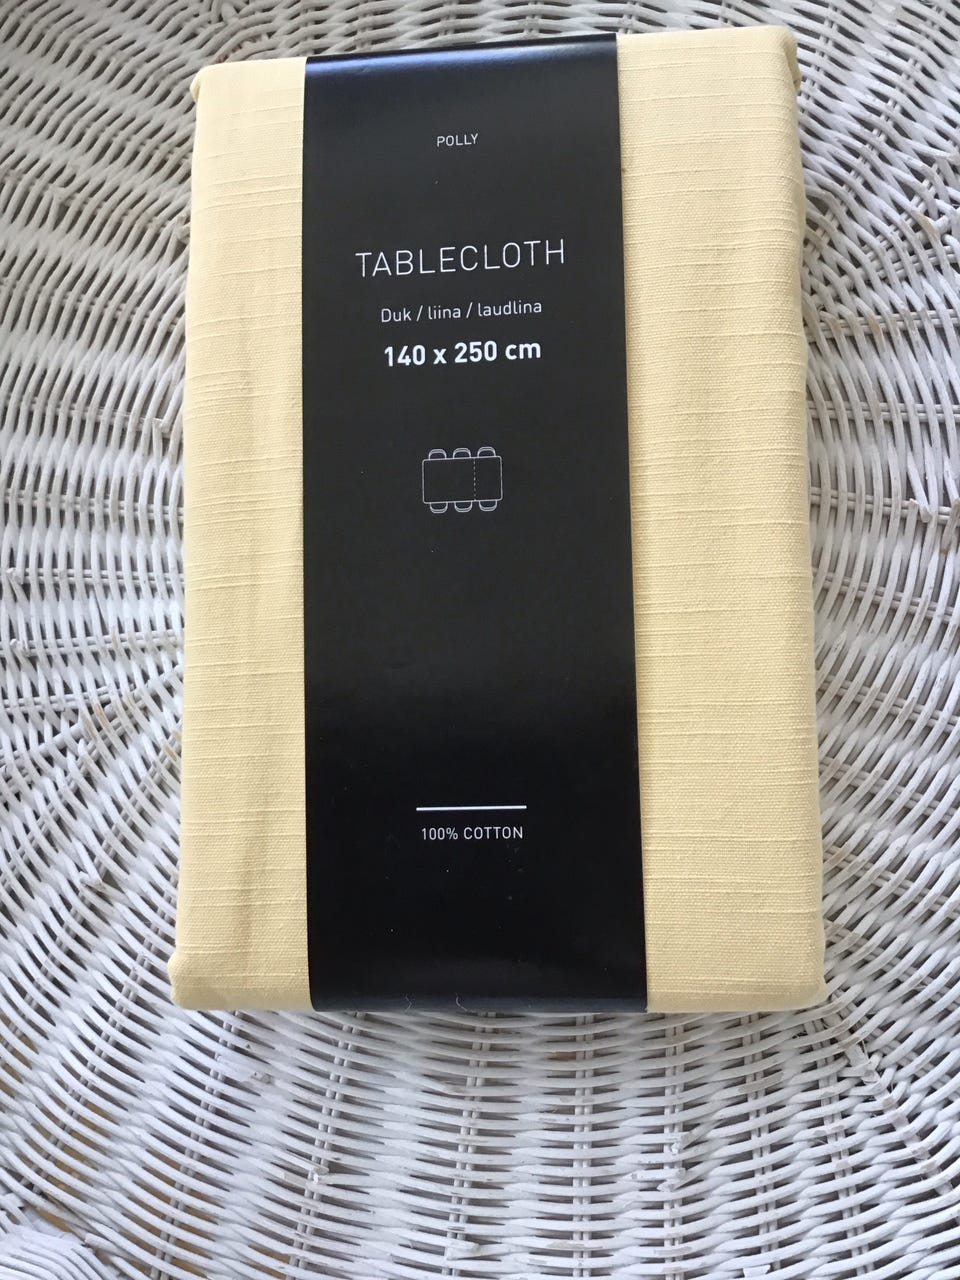 POLLY
TABLECLOTH
Duk / liina / laudlina
140 x 250 cm
100% COTTON